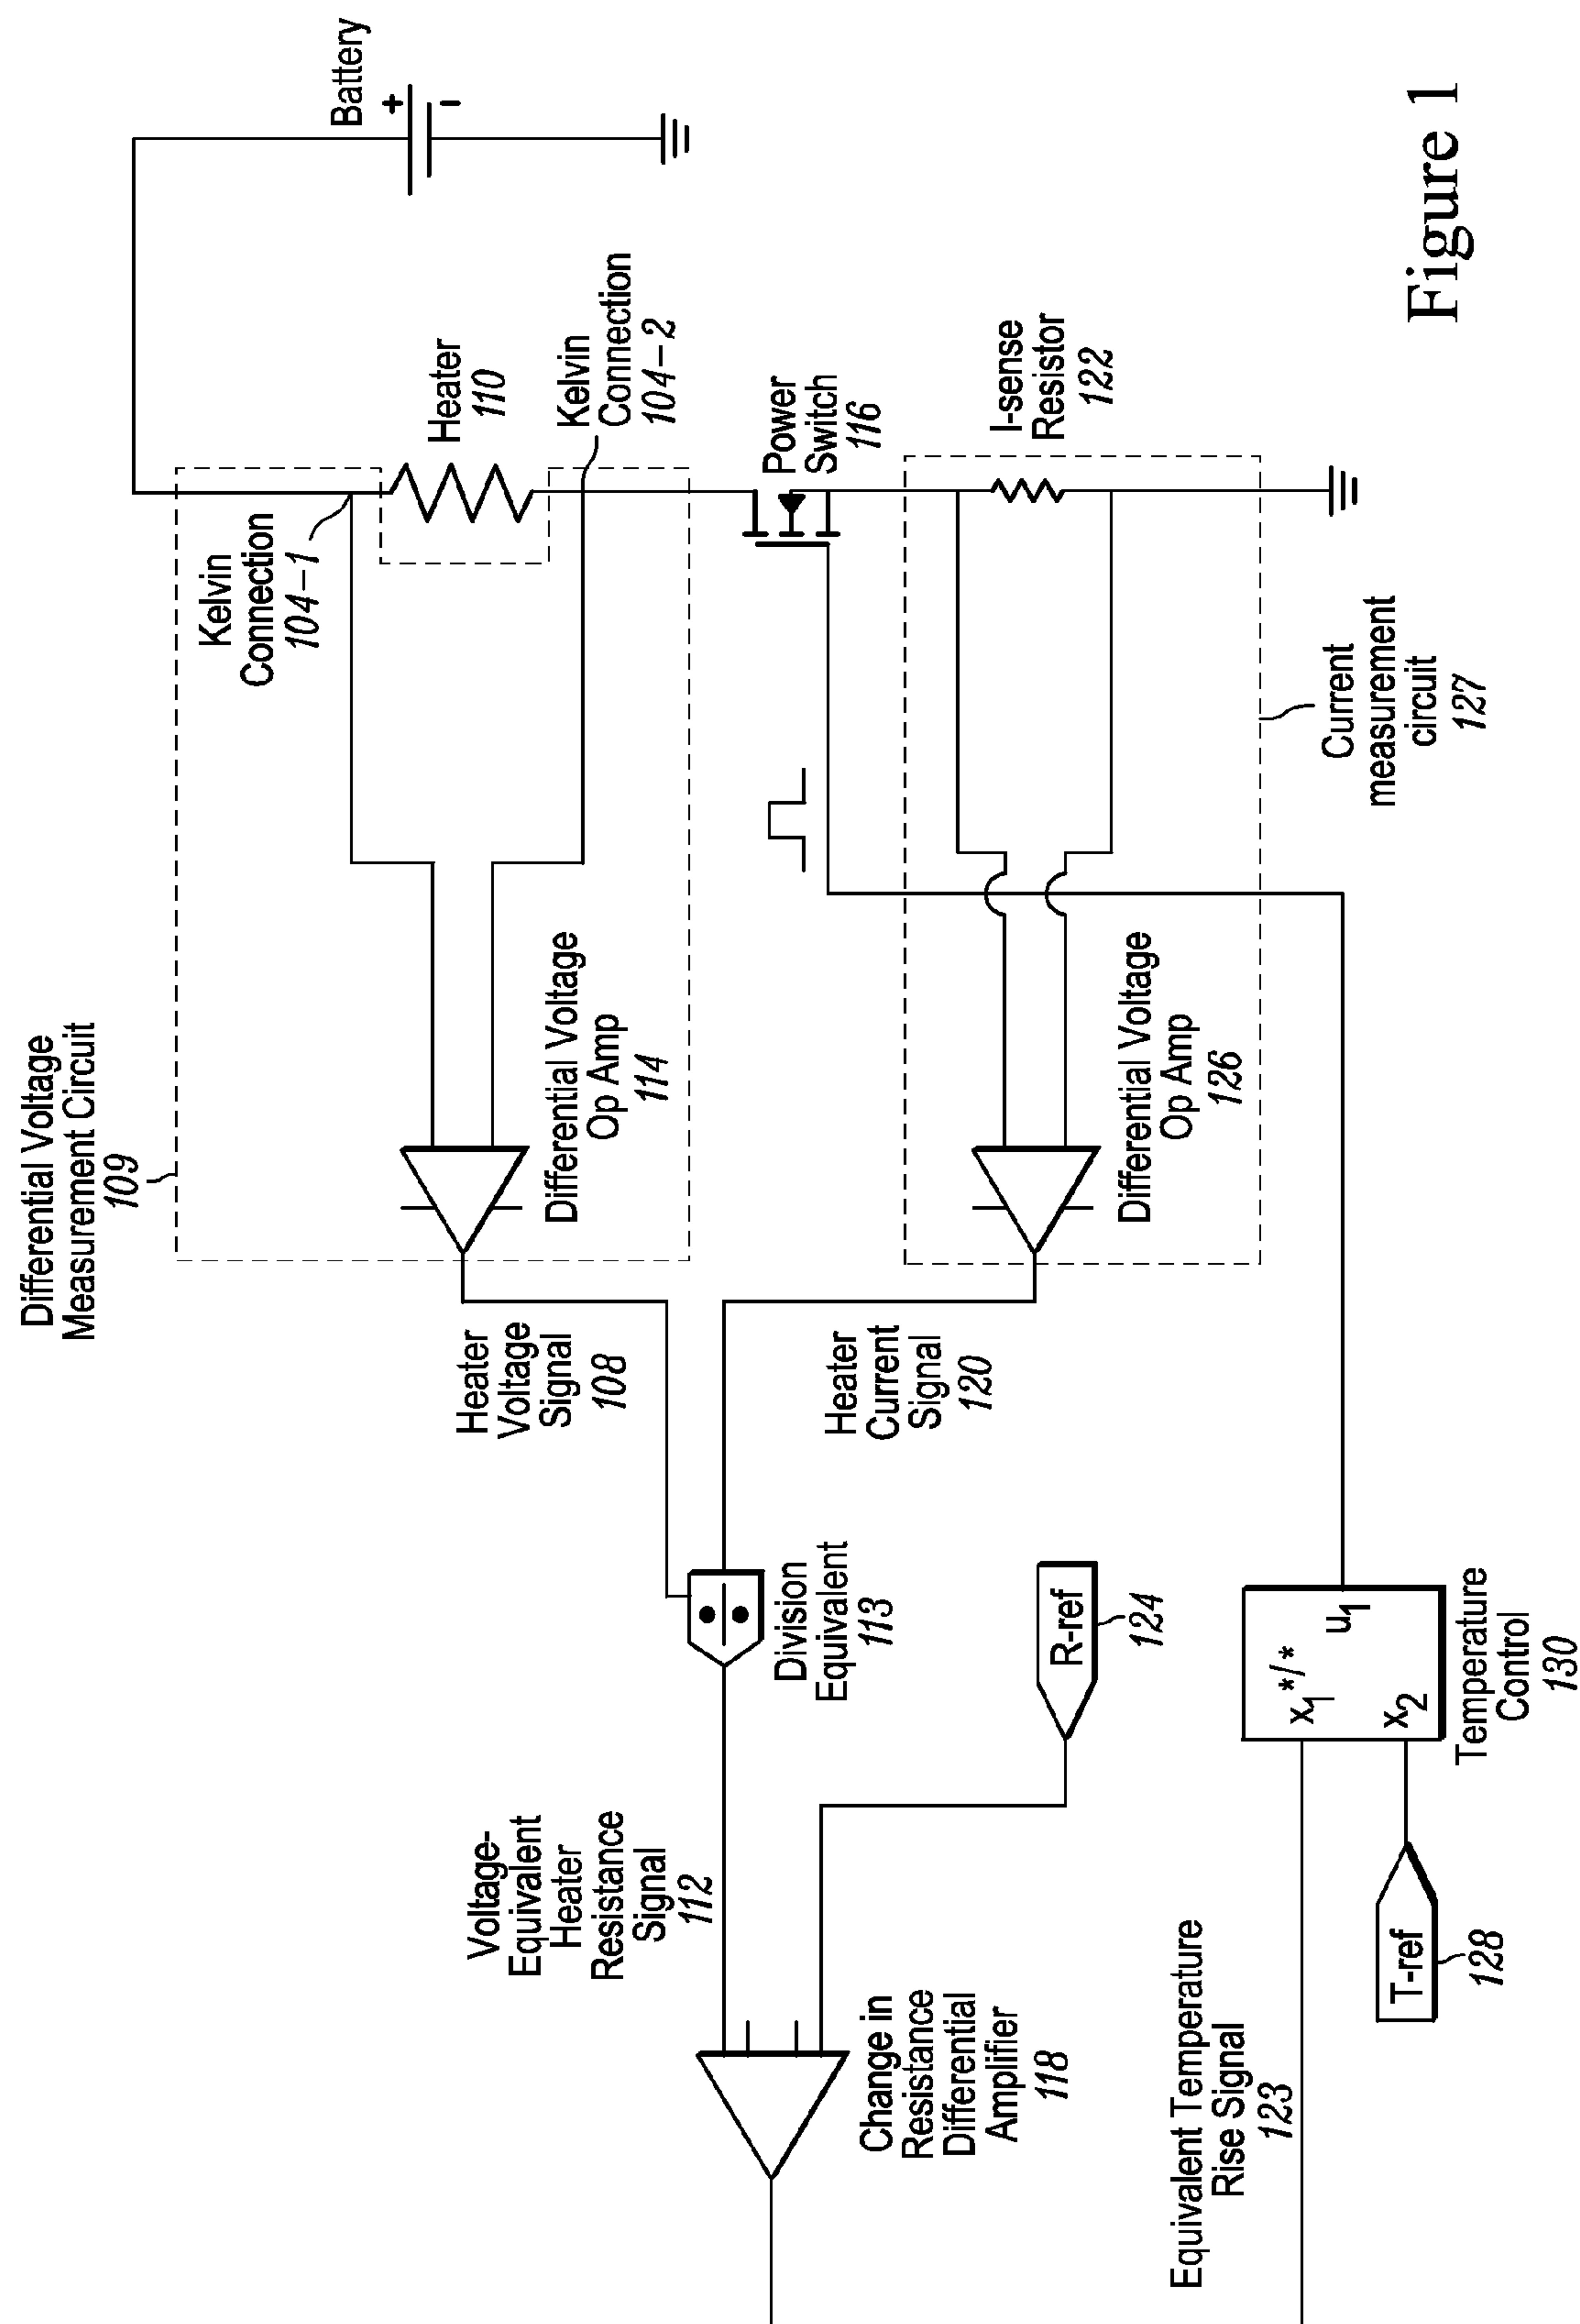 Differential Voltage
Measurement Circuit
109
Kelvin
Connection
104-1
Battery
+
-
Heater
110
Kelvin
Connection
104-2
Differential Voltage
Op Amp
114
Heater
Voltage
Signal
108
Power
Switch
116
I-sense
Resistor
122
Differential Voltage
Op Amp
126
Current
measurement
circuit
127
Heater
Current
Signal
120
Division
Equivalent
113
Voltage-
Equivalent
Heater
Resistance
Signal
112
R-ref
124
Change in
Resistance
Differential
Amplifier
118
Equivalent Temperature
Rise Signal
123
x1*/*
x2
u1
Temperature
Control
130
T-ref
128
Figure 1